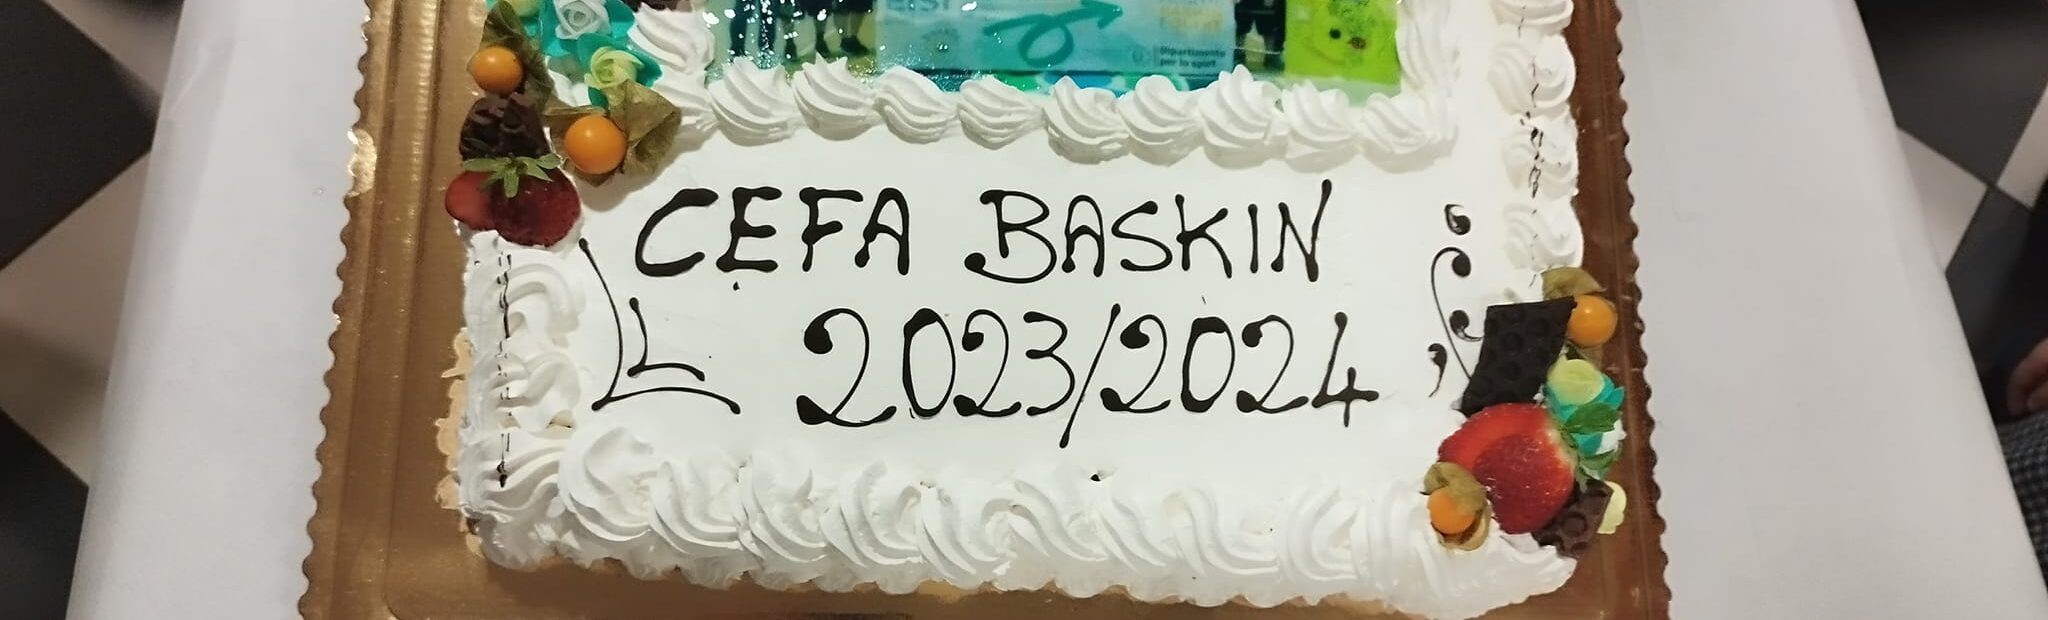 Dipartimento
per lo sport
CEFA BASKIN
2023/2024